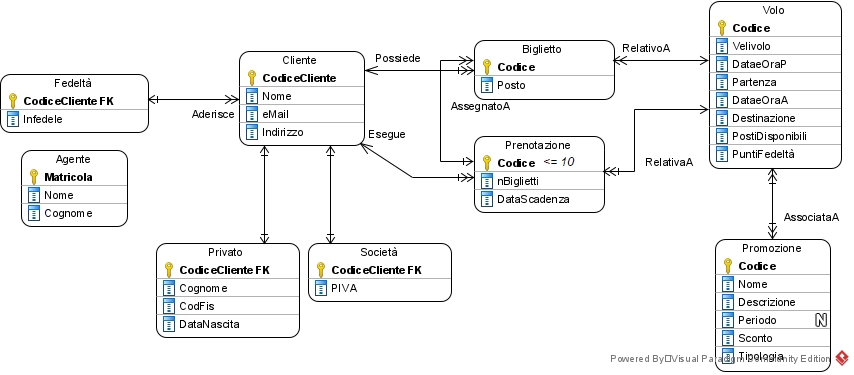 Volo
Codice
Velivolo
DataeOraP
Partenza
DataeOraA
Destinazione
PostiDisponibili
PuntiFedeltà
Biglietto
Codice
Posto
RelativoA
Possiede
AssegnatoA
Cliente
CodiceCliente
Nome
eMail
Indirizzo
Fedeltà
CodiceCliente FK
Infedele
Aderisce
Esegue
Prenotazione
Codice <= 10
nBiglietti
DataScadenza
RelativaA
Agente
Matricola
Nome
Cognome
AssociataA
Privato
CodiceCliente FK
Cognome
CodFis
DataNascita
Società
CodiceCliente FK
PIVA
Promozione
Codice
Nome
Descrizione
Periodo N
Sconto
Tipologia
Powered By Visual Paradigm Community Edition